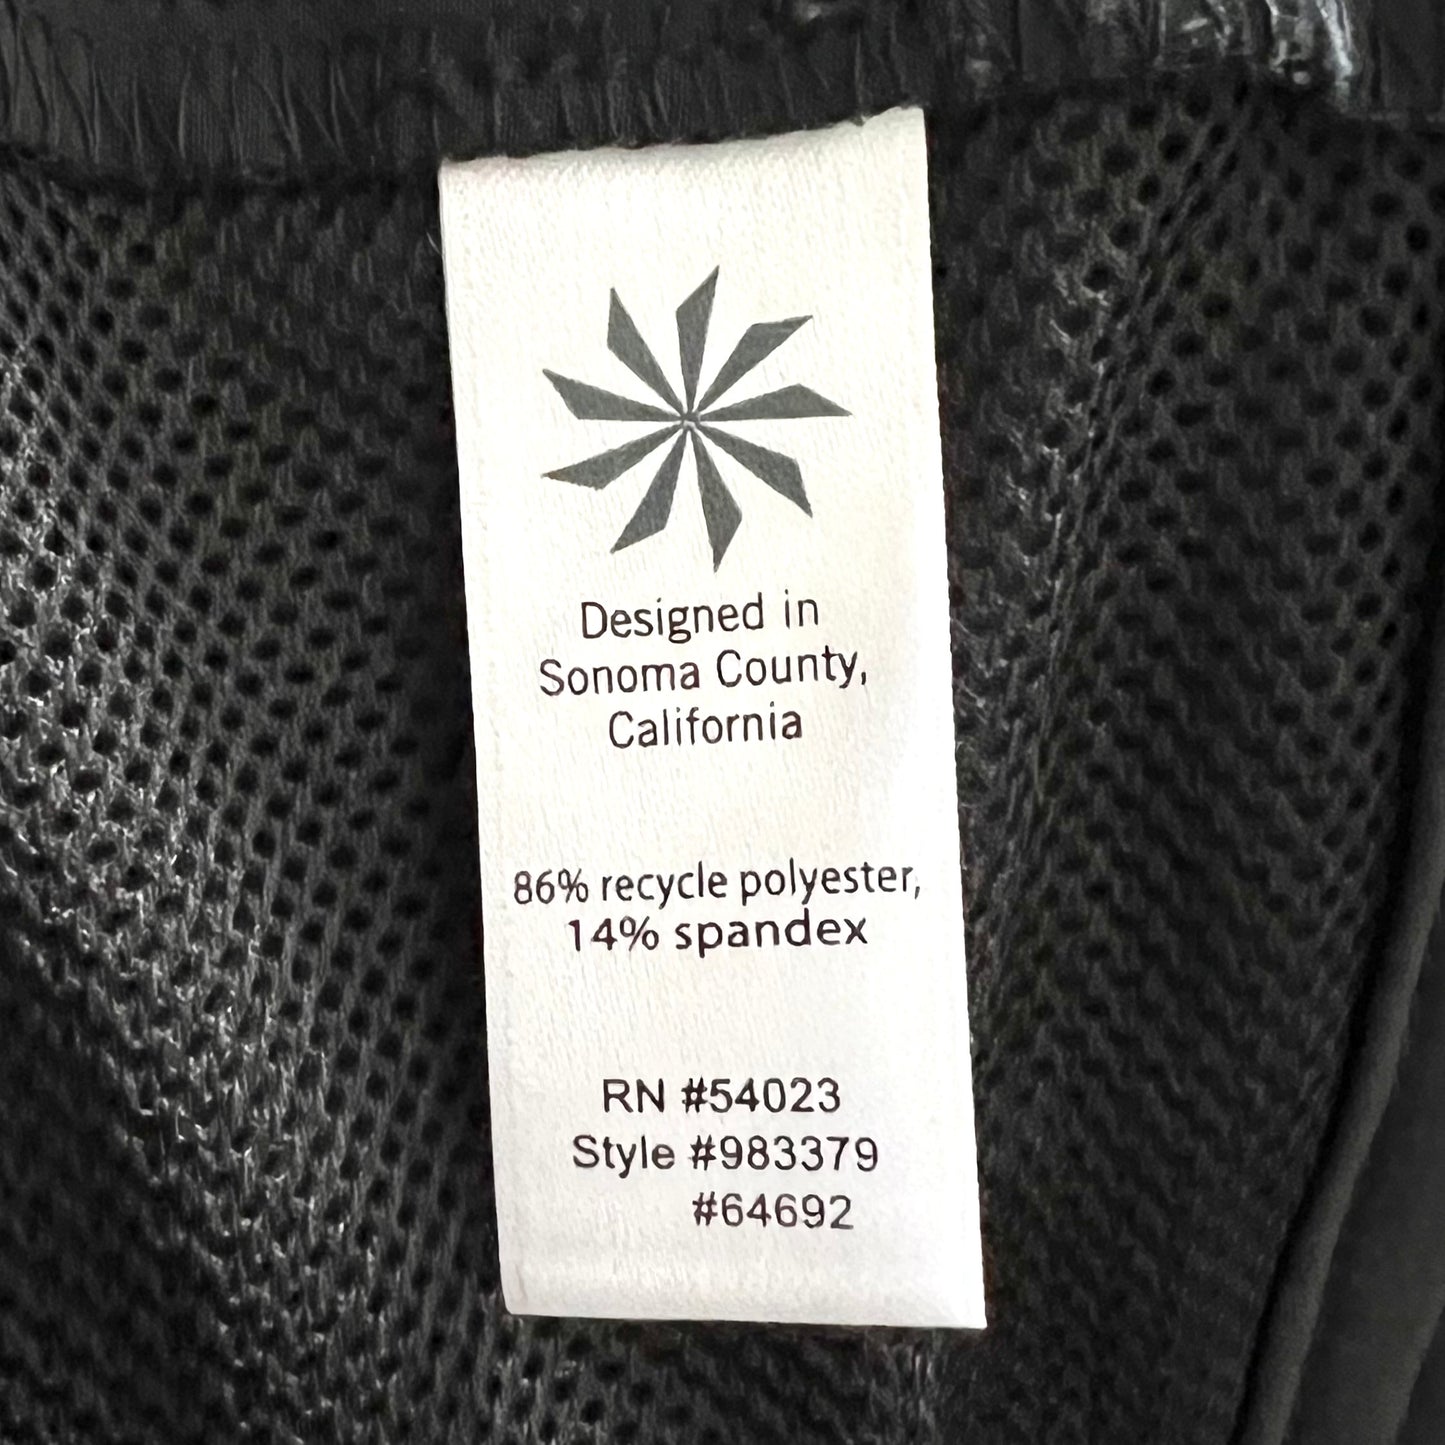 Designed in
Sonoma County,
California
86% recycle polyester,
14% spandex
RN #54023
Style #983379
#64692